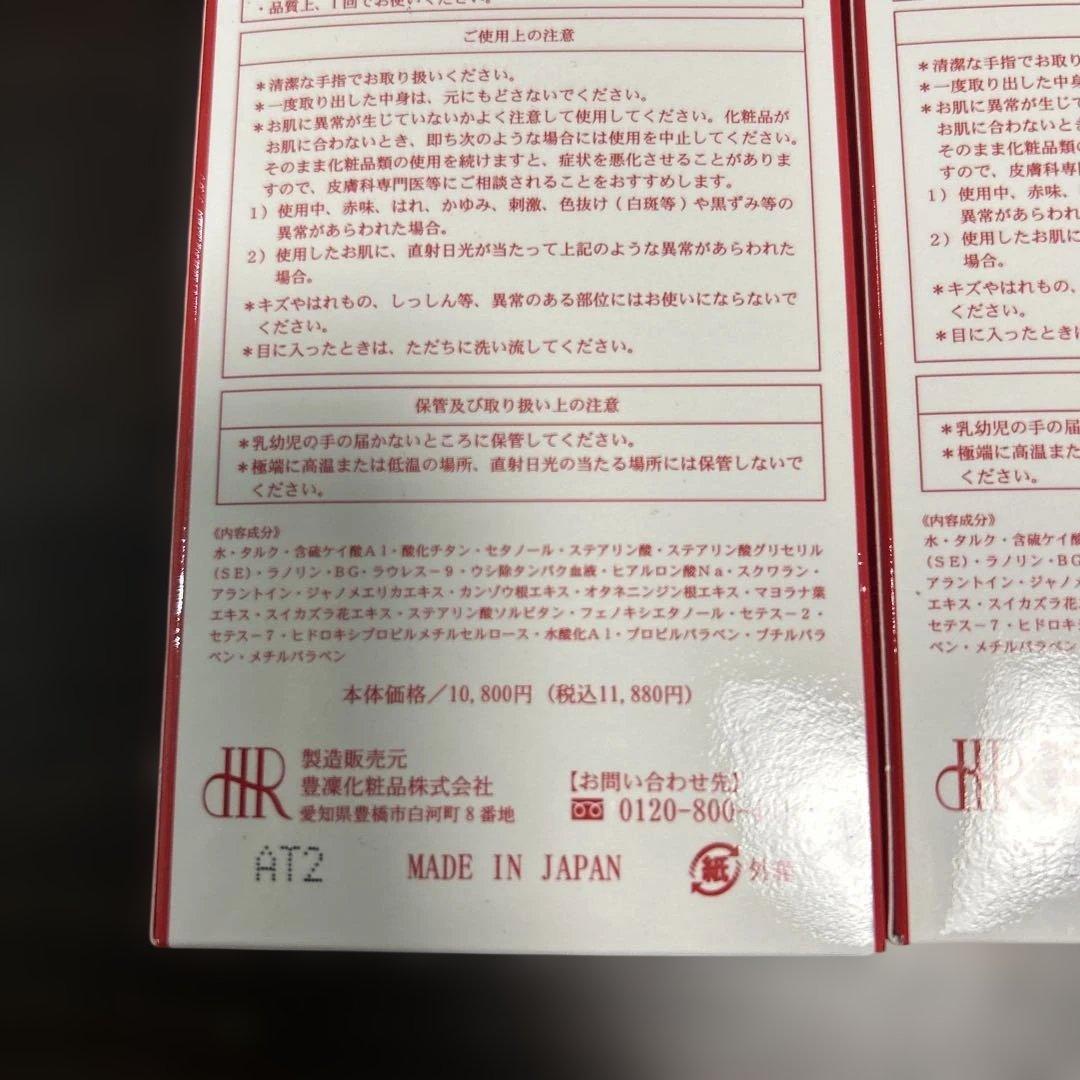 ・品質上、1回でお使いください。
ご使用上の注意
＊清潔な手指でお取り扱いください。
＊一度取り出した中身は、元にもどさないでください。
＊お肌に異常が生じていないかよく注意して使用してください。化粧品が
お肌に合わないとき、即ち次のような場合には使用を中止してください。
そのまま化粧品類の使用を続けますと、症状を悪化させることがありま
すので、皮膚科専門医等にご相談されることをおすすめします。
1）使用中、赤味、はれ、かゆみ、刺激、色抜け（白斑等）や黒ずみ等の
異常があらわれた場合。
2）使用したお肌に、直射日光が当たって上記のような異常があらわれた
場合。
＊キズやはれもの、しっしん等、異常のある部位にはお使いにならないで
ください。
＊目に入ったときは、ただちに洗い流してください。
保管及び取り扱い上の注意
＊乳幼児の手の届かないところに保管してください。
＊極端に高温または低温の場所、直射日光の当たる場所には保管しないで
ください。
《内容成分》
水・タルク・含硫ケイ酸Al・酸化チタン・セタノール・ステアリン酸・ステアリン酸グリセリル
(SE)・ラノリン・BG・ラウレス－9・ウシ除タンパク血液・ヒアルロン酸Na・スクワラン・
アラントイン・ジャノメエリカエキス・カンゾウ根エキス・オタネニンジン根エキス・マヨラナ葉
エキス・スイカズラ花エキス・ステアリン酸ソルビタン・フェノキシエタノール・セテス－2・
セテス－7・ヒドロキシプロピルメチルセルロース・水酸化Al・プロピルパラベン・ブチルパラ
ベン・メチルパラベン
本体価格／10,800円（税込11,880円）
HR
製造販売元
豊凜化粧品株式会社
愛知県豊橋市白河町8番地
【お問い合わせ先】
0120-800-
AT2
MADE IN JAPAN
紙 外葉
＊清潔な手指でお取り
＊一度取り出した中身
＊お肌に異常が生じて
お肌に合わないとき
そのまま化粧品類の
すので、皮膚科専門
1）使用中、赤味、は
異常があらわれ
2）使用したお肌に
場合。
＊キズやはれもの、
ください。
＊目に入ったときは
＊乳幼児の手の届
＊極端に高温また
ください。
《内容成分》
水・タルク・含硫ケイ酸
(SE)・ラノリン・BG
アラントイン・ジャノメ
エキス・スイカズラ花エ
セテス－7・ヒドロキシ
ベン・メチルパラベン